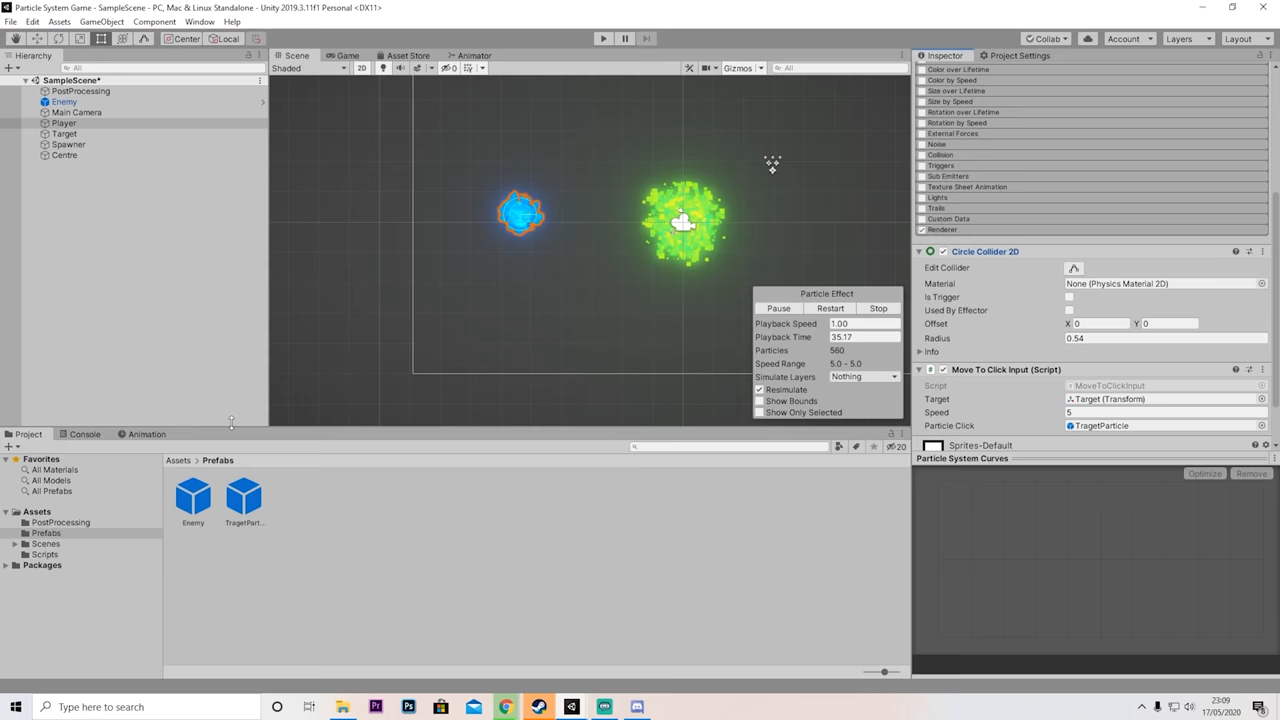 Particle System Game - SampleScene - PC, Mac & Linux Standalone - Unity 2019.3.11f1 Personal <DX11>
File Edit Assets GameObject Component Window Help
Center Local Collab Account Layers Layout
Hierarchy Scene Game Asset Store Animator Inspector Project Settings
All Shaded 2D 0 Gizmos All
SampleScene*
PostProcessing
Enemy
Main Camera
Player
Target
Spawner
Centre
Particle Effect
Pause Restart Stop
Playback Speed 1.00
Playback Time 35.17
Particles 560
Speed Range 5.0 - 5.0
Simulate Layers Nothing
Resimulate
Show Bounds
Show Only Selected
Color over Lifetime
Color by Speed
Size over Lifetime
Size by Speed
Rotation over Lifetime
Rotation by Speed
External Forces
Noise
Collision
Triggers
Sub Emitters
Texture Sheet Animation
Lights
Trails
Custom Data
Renderer
Circle Collider 2D
Edit Collider
Material None (Physics Material 2D)
Is Trigger
Used By Effector
Offset X 0 Y 0
Radius 0.54
Info
Move To Click Input (Script)
Script MoveToClickInput
Target Target (Transform)
Speed 5
Particle Click TragetParticle
Sprites-Default
Particle System Curves
Optimize Remove
Project Console Animation
20
Favorites
All Materials
All Models
All Prefabs
Assets
PostProcessing
Prefabs
Scenes
Scripts
Packages
Assets > Prefabs
Enemy TragetPart...
Type here to search
23:09
17/05/2020